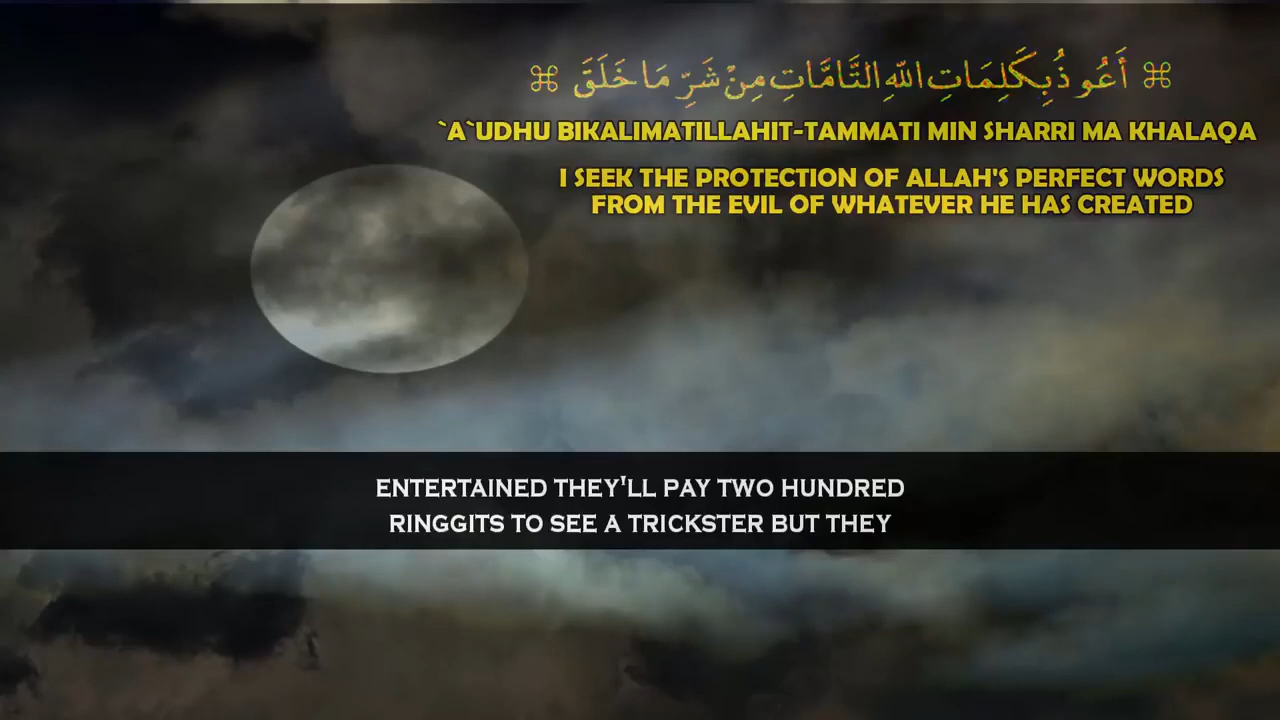 ⌘ أَعُوذُ بِكَلِمَاتِ اللّٰهِ التَّامَّاتِ مِنْ شَرِّ مَا خَلَقَ ⌘
`A`UDHU BIKALIMATILLAHIT-TAMMATI MIN SHARRI MA KHALAQA
I SEEK THE PROTECTION OF ALLAH'S PERFECT WORDS
FROM THE EVIL OF WHATEVER HE HAS CREATED
ENTERTAINED THEY'LL PAY TWO HUNDRED
RINGGITS TO SEE A TRICKSTER BUT THEY